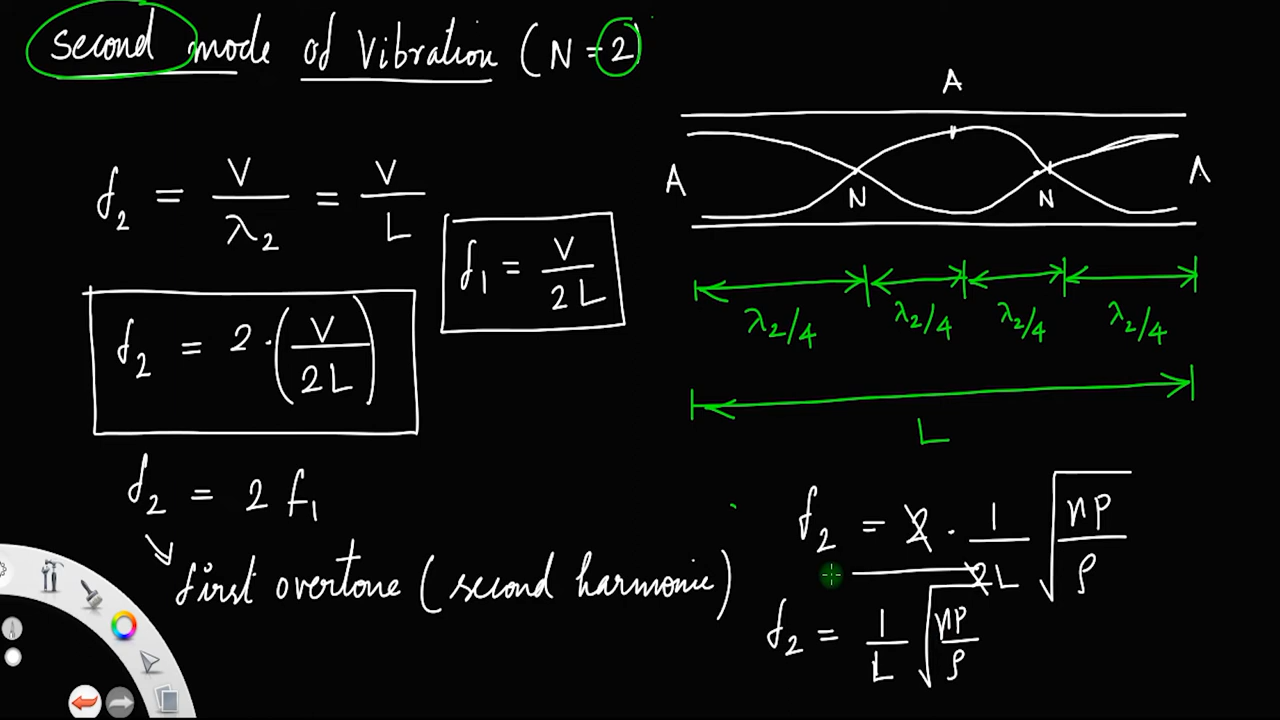 Second mode of Vibration (N = 2)
f₂ = V/λ₂ = V/L
f₁ = V/2L
f₂ = 2 · (V/2L)
f₂ = 2 f₁
first overtone (second harmonic)
A
A A
N N
λ₂/4 λ₂/4 λ₂/4 λ₂/4
L
f₂ = 2 · 1/2L √(np/ρ)
f₂ = 1/L √(np/ρ)